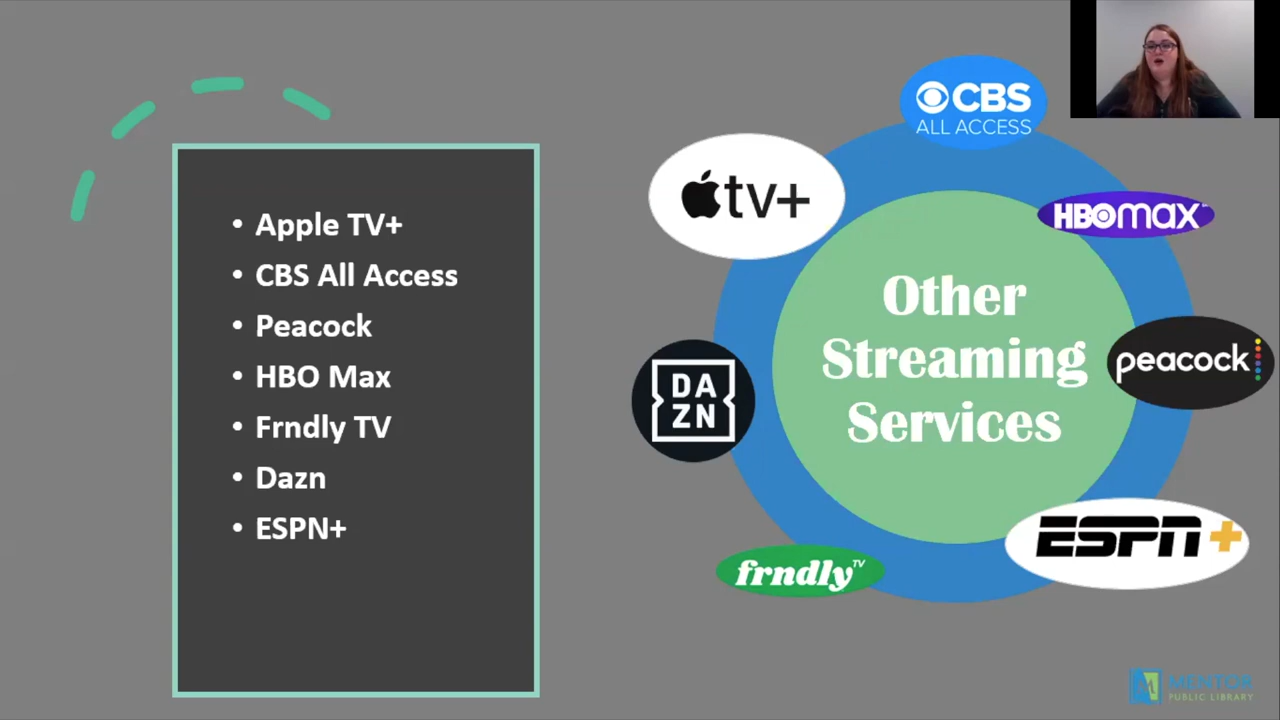 • Apple TV+
• CBS All Access
• Peacock
• HBO Max
• Frndly TV
• Dazn
• ESPN+
CBS
ALL ACCESS
tv+
HBOMAX
Other
Streaming
Services
peacock
DA
ZN
ESPN+
frndly TV
MENTOR
PUBLIC LIBRARY